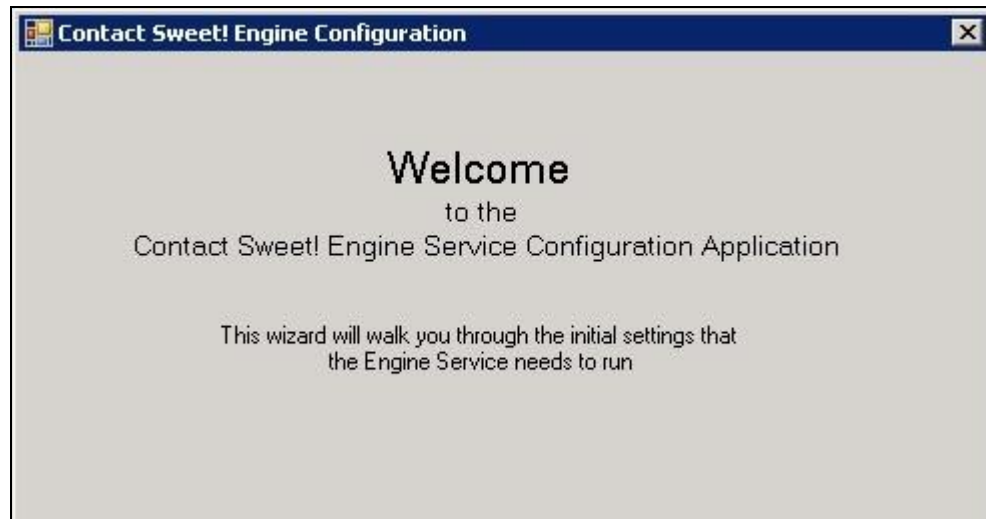 Contact Sweet! Engine Configuration
Welcome
to the
Contact Sweet! Engine Service Configuration Application
This wizard will walk you through the initial settings that
the Engine Service needs to run